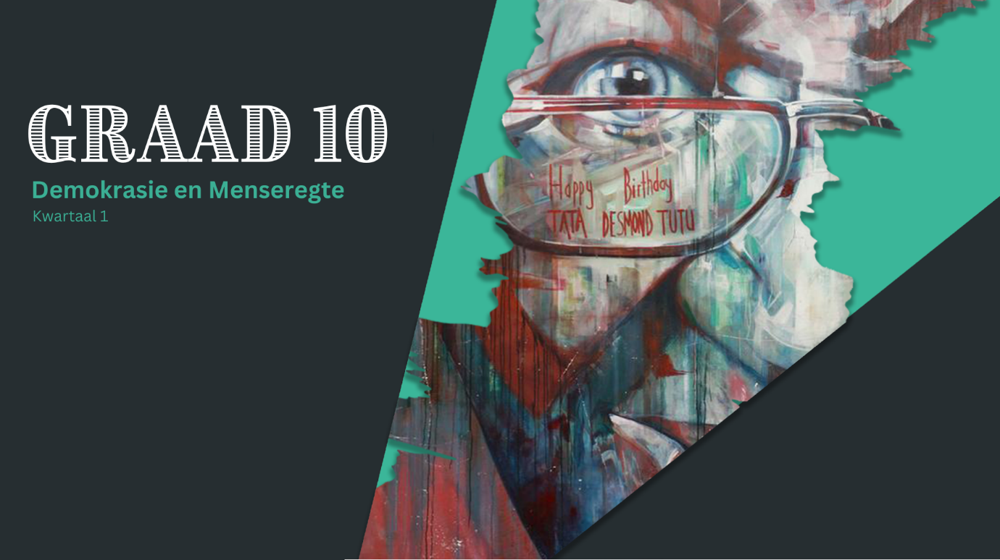 GRAAD 10
Demokrasie en Menseregte
Kwartaal 1
Happy Birthday
TATA DESMOND TUTU